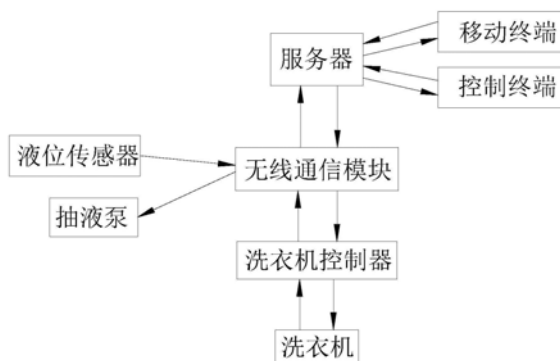 移动终端
服务器
控制终端
液位传感器
无线通信模块
抽液泵
洗衣机控制器
洗衣机